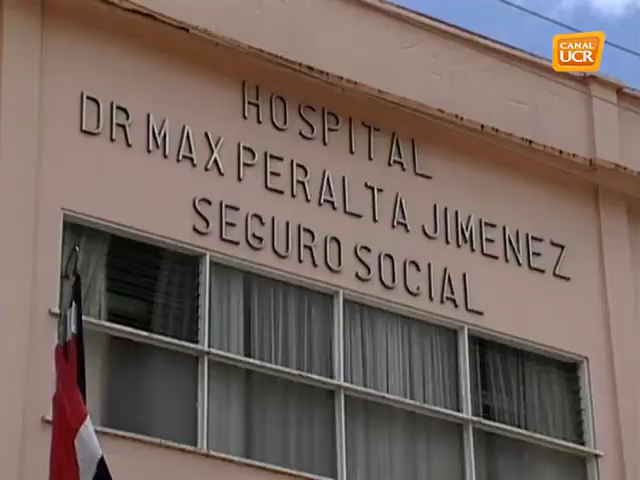 CANAL
UCR
HOSPITAL
DR MAX PERALTA JIMENEZ
SEGURO SOCIAL